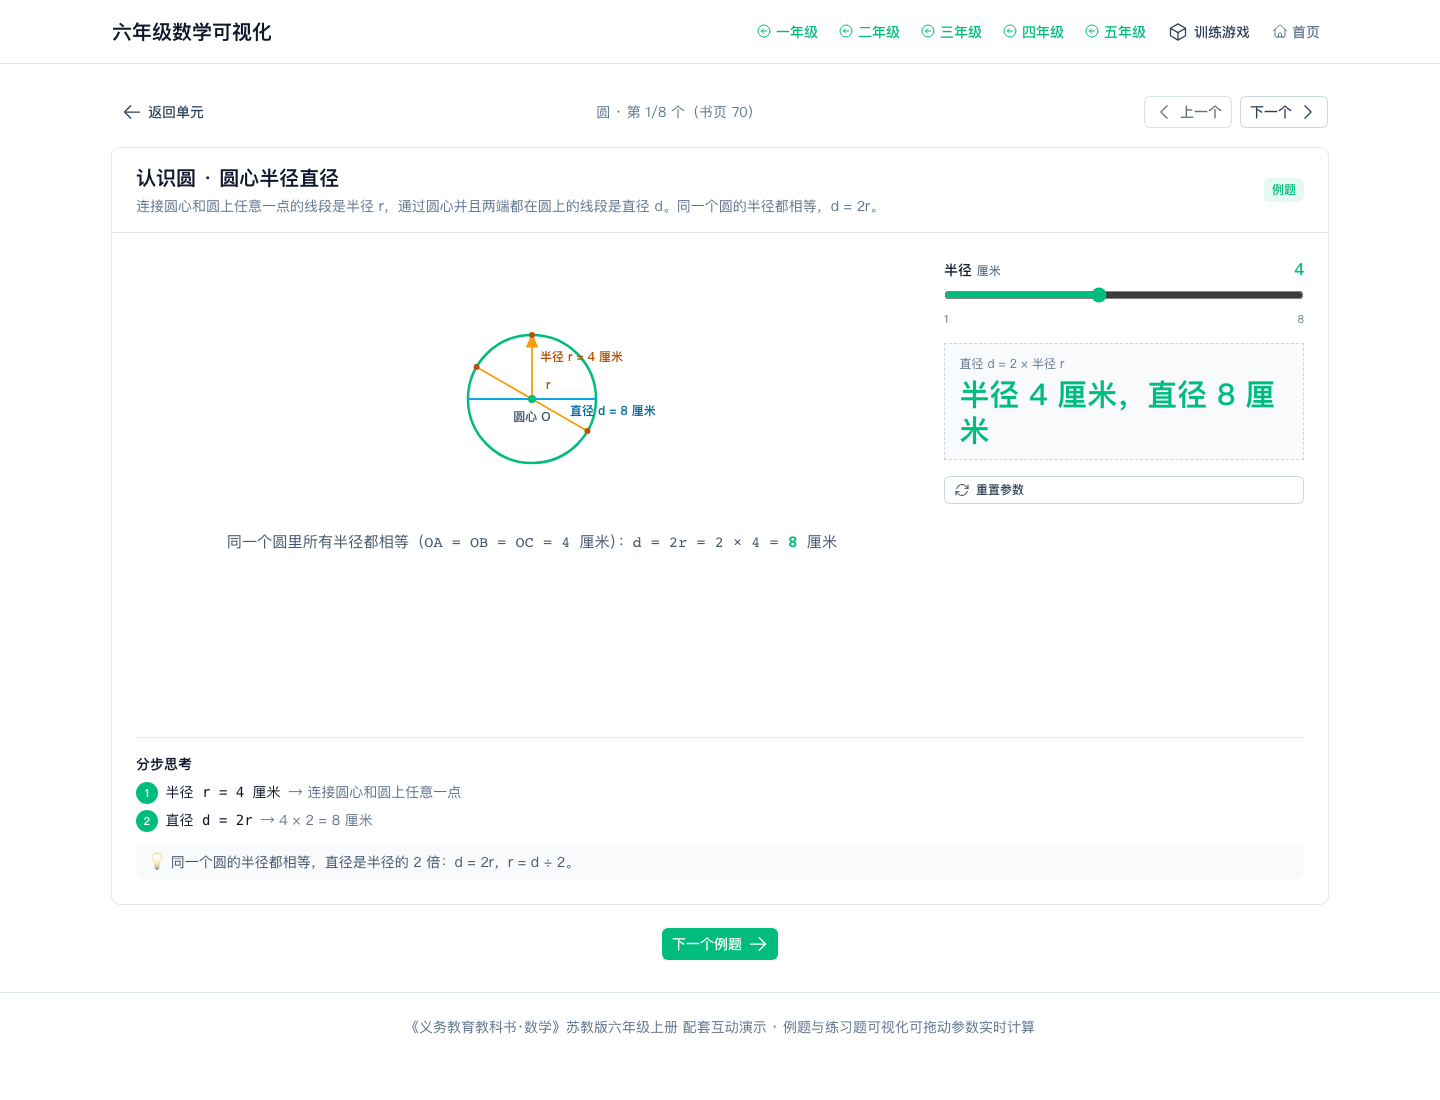 六年级数学可视化
一年级 二年级 三年级 四年级 五年级 训练游戏 首页
返回单元
圆 · 第 1/8 个（书页 70）
上一个
下一个
认识圆 · 圆心半径直径
例题
连接圆心和圆上任意一点的线段是半径 r，通过圆心并且两端都在圆上的线段是直径 d。同一个圆的半径都相等，d = 2r。
半径 r = 4 厘米
r
直径 d = 8 厘米
圆心 O
同一个圆里所有半径都相等（OA = OB = OC = 4 厘米）：d = 2r = 2 × 4 = 8 厘米
半径 厘米 4
1 8
直径 d = 2 × 半径 r
半径 4 厘米，直径 8 厘
米
重置参数
分步思考
1 半径 r = 4 厘米 → 连接圆心和圆上任意一点
2 直径 d = 2r → 4 × 2 = 8 厘米
💡 同一个圆的半径都相等，直径是半径的 2 倍：d = 2r，r = d ÷ 2。
下一个例题 →
《义务教育教科书·数学》苏教版六年级上册 配套互动演示 · 例题与练习题可视化可拖动参数实时计算